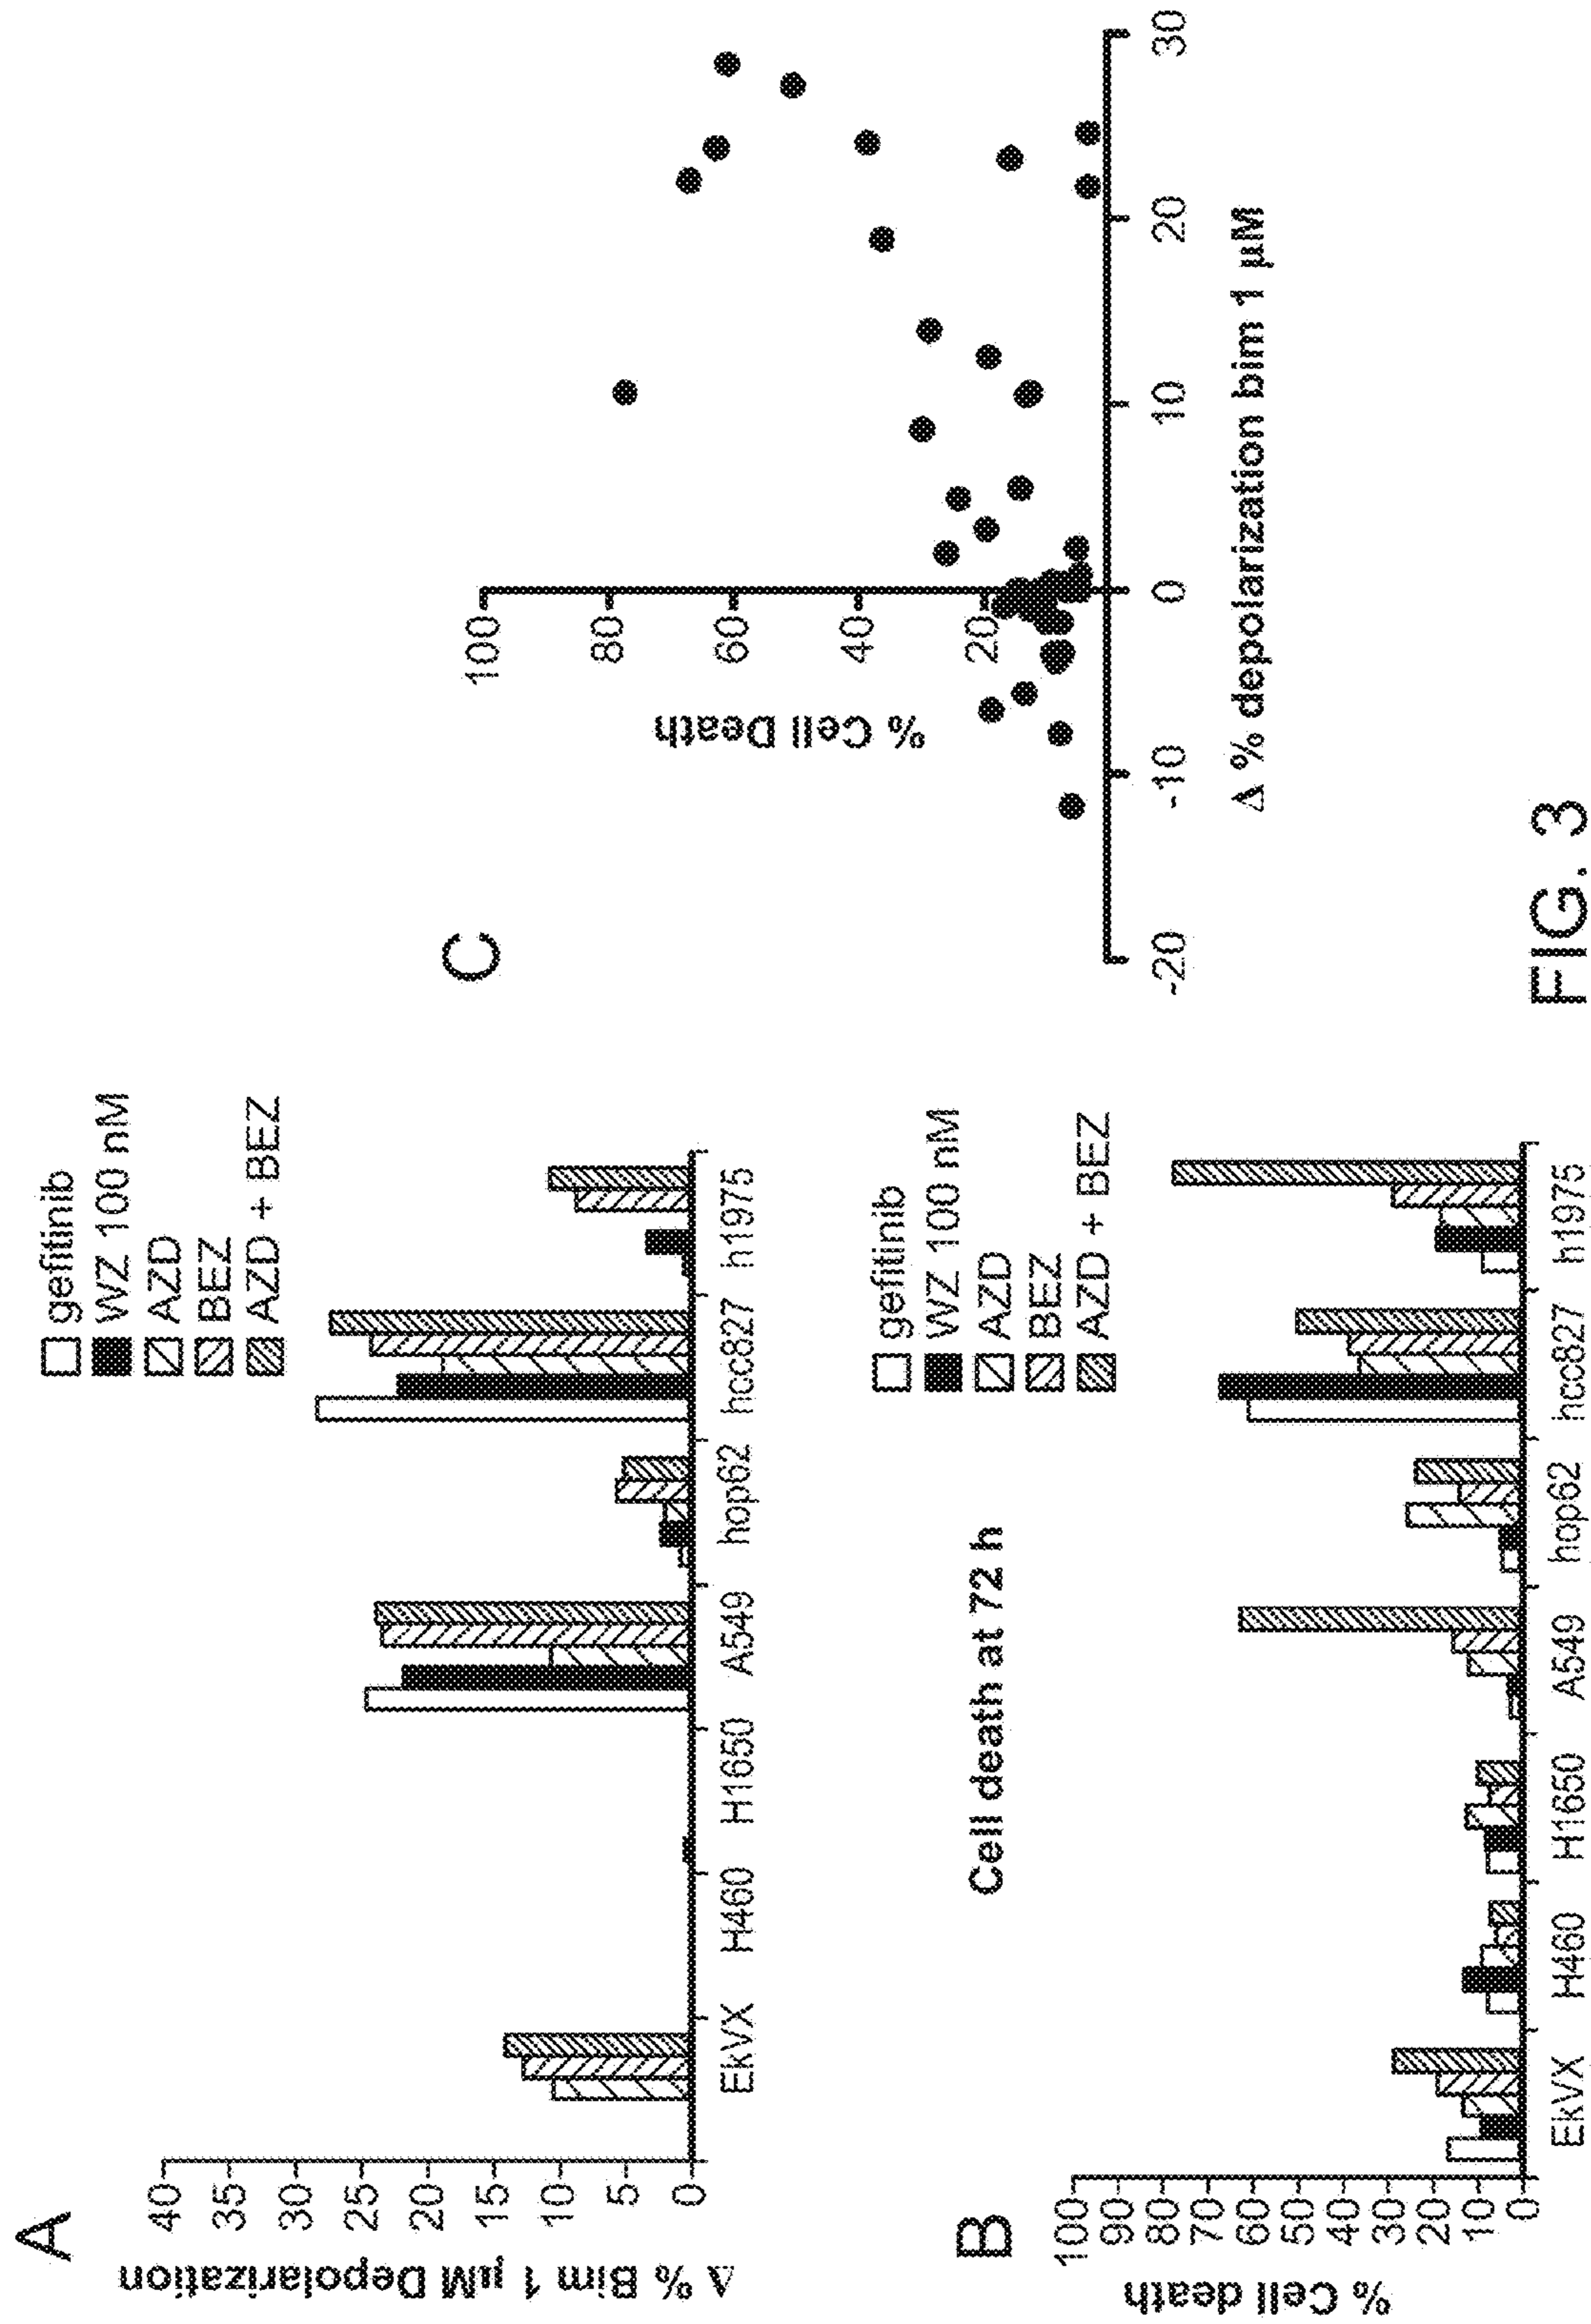 A
Δ % Bim 1 µM Depolarization
40
35
30
25
20
15
10
5
0
EkVX
H460
H1650
A549
hop62
hcc827
h1975
gefitinib
WZ 100 nM
AZD
BEZ
AZD + BEZ
B
Cell death at 72 h
% Cell death
100
90
80
70
60
50
40
30
20
10
0
EkVX
H460
H1650
A549
hop62
hcc827
h1975
gefitinib
WZ 100 nM
AZD
BEZ
AZD + BEZ
C
% Cell Death
100
80
60
40
20
-20
-10
0
10
20
30
Δ % depolarization bim 1 µM
FIG. 3